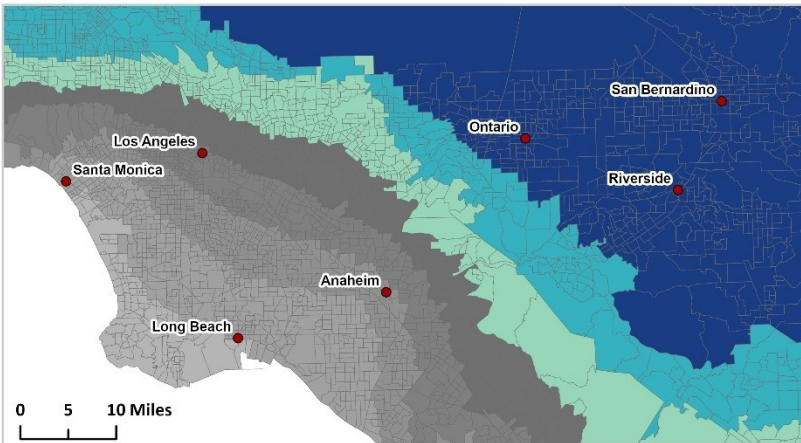 San Bernardino
Ontario
Los Angeles
Santa Monica
Riverside
Anaheim
Long Beach
0 5 10 Miles